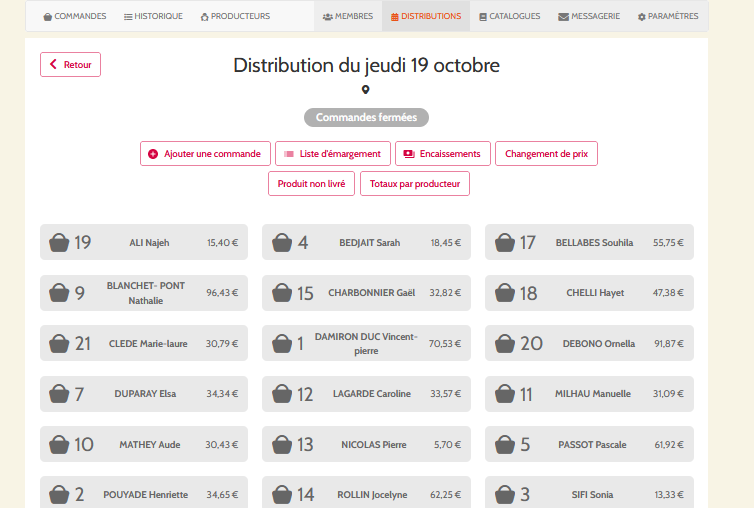 COMMANDES HISTORIQUE PRODUCTEURS MEMBRES DISTRIBUTIONS CATALOGUES MESSAGERIE PARAMÈTRES
Retour
Distribution du jeudi 19 octobre
Commandes fermées
Ajouter une commande Liste d'émargement Encaissements Changement de prix
Produit non livré Totaux par producteur
19 ALI Najeh 15,40 € 4 BEDJAIT Sarah 18,45 € 17 BELLABES Souhila 55,75 €
9 BLANCHET- PONT
Nathalie 96,43 € 15 CHARBONNIER Gaël 32,82 € 18 CHELLI Hayet 47,38 €
21 CLEDE Marie-laure 30,79 € 1 DAMIRON DUC Vincent-
pierre 70,53 € 20 DEBONO Ornella 91,87 €
7 DUPARAY Elsa 34,34 € 12 LAGARDE Caroline 33,57 € 11 MILHAU Manuelle 31,09 €
10 MATHEY Aude 30,43 € 13 NICOLAS Pierre 5,70 € 5 PASSOT Pascale 61,92 €
2 POUYADE Henriette 34,65 € 14 ROLLIN Jocelyne 62,25 € 3 SIFI Sonia 13,33 €